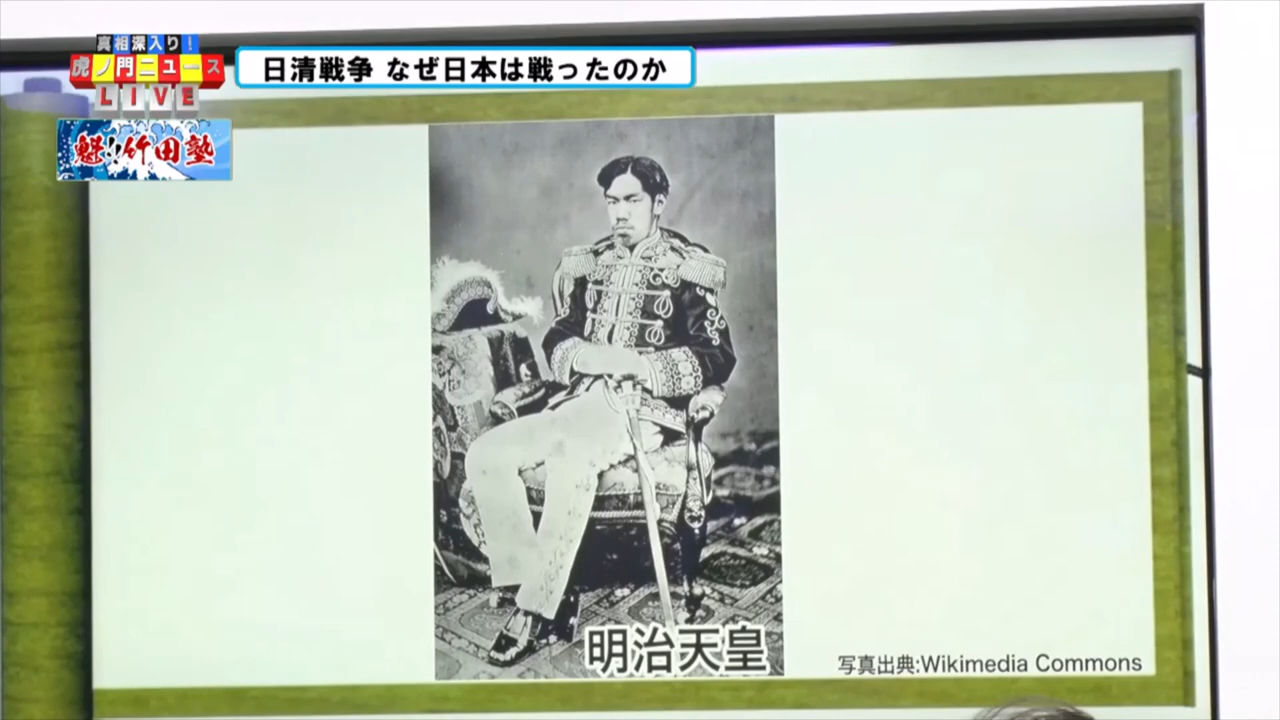 真相深入り!
虎ノ門ニュース
LIVE
魁!!竹田塾
日清戦争 なぜ日本は戦ったのか
明治天皇
写真出典:Wikimedia Commons